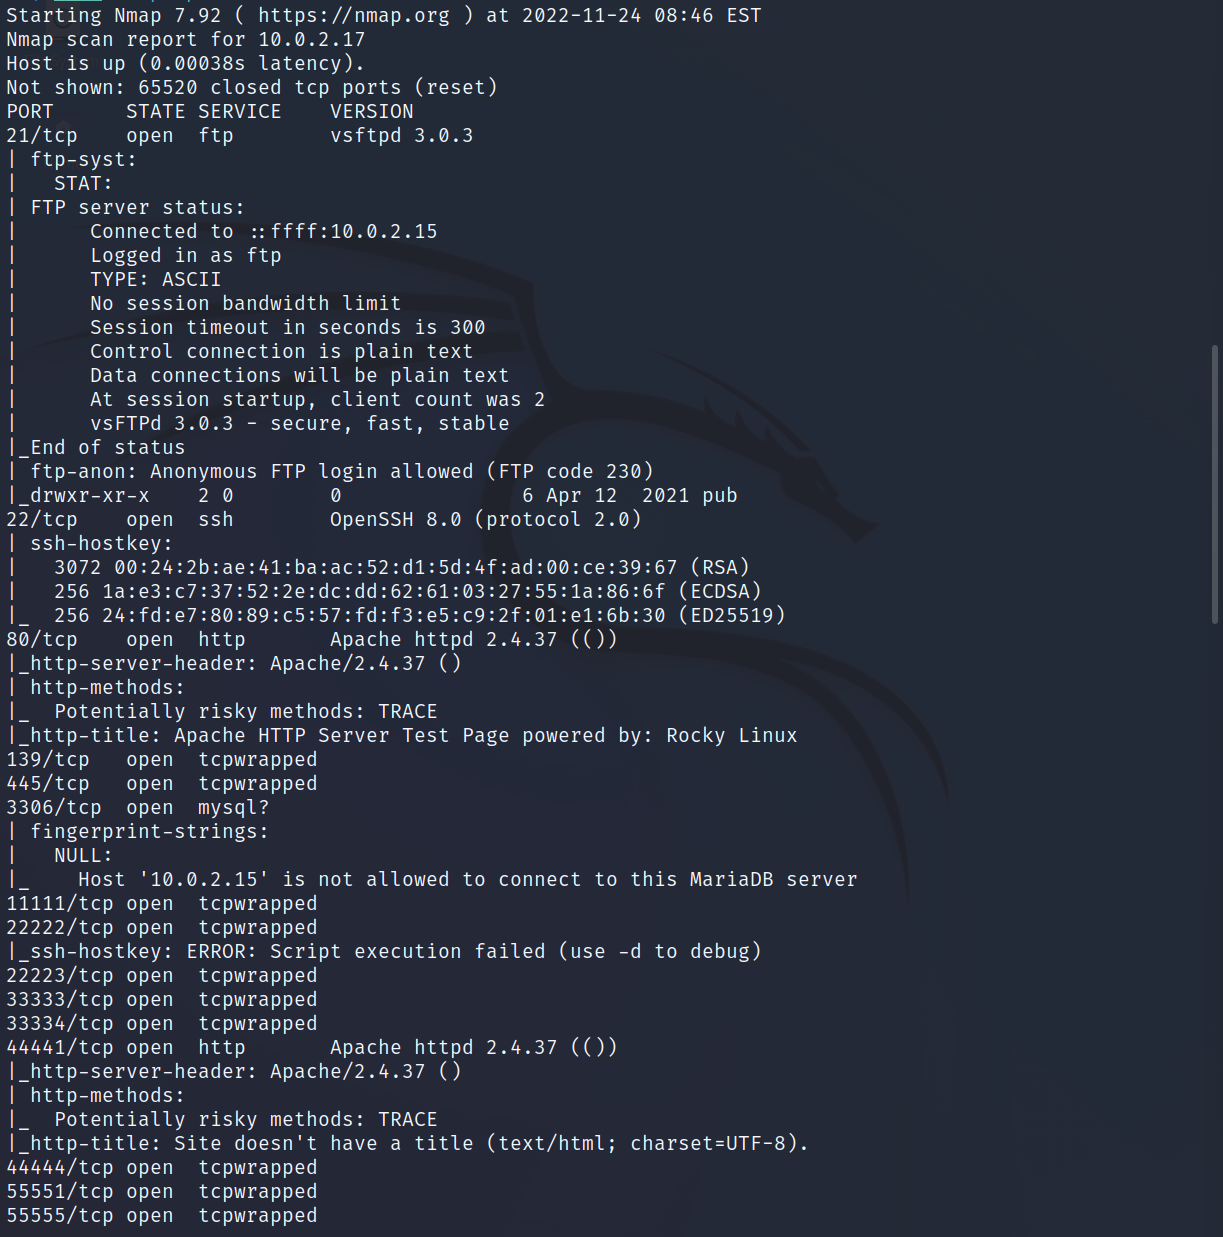 Starting Nmap 7.92 ( https://nmap.org ) at 2022-11-24 08:46 EST
Nmap scan report for 10.0.2.17
Host is up (0.00038s latency).
Not shown: 65520 closed tcp ports (reset)
PORT      STATE SERVICE    VERSION
21/tcp    open  ftp        vsftpd 3.0.3
| ftp-syst:
|   STAT:
| FTP server status:
|      Connected to ::ffff:10.0.2.15
|      Logged in as ftp
|      TYPE: ASCII
|      No session bandwidth limit
|      Session timeout in seconds is 300
|      Control connection is plain text
|      Data connections will be plain text
|      At session startup, client count was 2
|      vsFTPd 3.0.3 - secure, fast, stable
|_End of status
| ftp-anon: Anonymous FTP login allowed (FTP code 230)
|_drwxr-xr-x    2 0        0               6 Apr 12  2021 pub
22/tcp    open  ssh        OpenSSH 8.0 (protocol 2.0)
| ssh-hostkey:
|   3072 00:24:2b:ae:41:ba:ac:52:d1:5d:4f:ad:00:ce:39:67 (RSA)
|   256 1a:e3:c7:37:52:2e:dc:dd:62:61:03:27:55:1a:86:6f (ECDSA)
|_  256 24:fd:e7:80:89:c5:57:fd:f3:e5:c9:2f:01:e1:6b:30 (ED25519)
80/tcp    open  http       Apache httpd 2.4.37 (())
|_http-server-header: Apache/2.4.37 ()
| http-methods:
|_  Potentially risky methods: TRACE
|_http-title: Apache HTTP Server Test Page powered by: Rocky Linux
139/tcp   open  tcpwrapped
445/tcp   open  tcpwrapped
3306/tcp  open  mysql?
| fingerprint-strings:
|   NULL:
|_    Host '10.0.2.15' is not allowed to connect to this MariaDB server
11111/tcp open  tcpwrapped
22222/tcp open  tcpwrapped
|_ssh-hostkey: ERROR: Script execution failed (use -d to debug)
22223/tcp open  tcpwrapped
33333/tcp open  tcpwrapped
33334/tcp open  tcpwrapped
44441/tcp open  http       Apache httpd 2.4.37 (())
|_http-server-header: Apache/2.4.37 ()
| http-methods:
|_  Potentially risky methods: TRACE
|_http-title: Site doesn't have a title (text/html; charset=UTF-8).
44444/tcp open  tcpwrapped
55551/tcp open  tcpwrapped
55555/tcp open  tcpwrapped